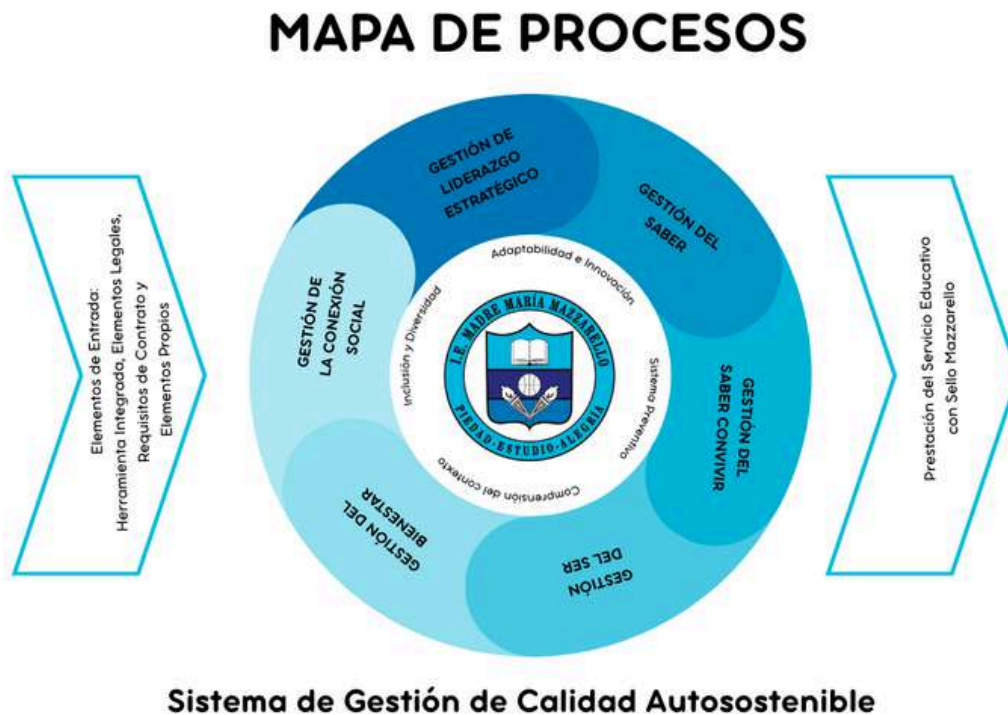 MAPA DE PROCESOS
Elementos de Entrada:
Herramienta Integrada, Elementos Legales,
Requisitos de Contrato y
Elementos Propios
GESTIÓN DE
LIDERAZGO
ESTRATÉGICO
GESTIÓN DEL
SABER
GESTIÓN DEL
SABER CONVIVIR
GESTIÓN
DEL SER
GESTIÓN DEL
BIENESTAR
GESTIÓN DE
LA CONEXIÓN
SOCIAL
Adaptabilidad e Innovación
Sistema Preventivo
Comprensión del contexto
Inclusión y Diversidad
I.E. MADRE MARÍA MAZZARELLO
PIEDAD-ESTUDIO-ALEGRÍA
Prestación del Servicio Educativo
con Sello Mazzarello
Sistema de Gestión de Calidad Autosostenible